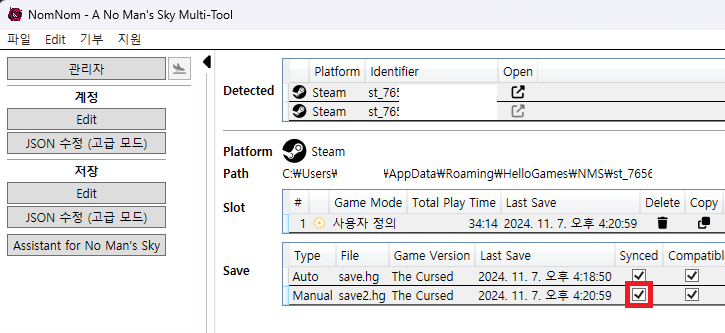 NomNom - A No Man's Sky Multi-Tool
파일 Edit 기부 지원
관리자
계정
Edit
JSON 수정 (고급 모드)
저장
Edit
JSON 수정 (고급 모드)
Assistant for No Man's Sky
Detected
Platform Identifier Open
Steam st_765
Steam st_765
Platform Steam
Path C:₩Users₩ ₩AppData₩Roaming₩HelloGames₩NMS₩st_7656
Slot
# Game Mode Total Play Time Last Save Delete Copy
1 사용자 정의 34:14 2024. 11. 7. 오후 4:20:59
Save
Type File Game Version Last Save Synced Compatible
Auto save.hg The Cursed 2024. 11. 7. 오후 4:18:50
Manual save2.hg The Cursed 2024. 11. 7. 오후 4:20:59